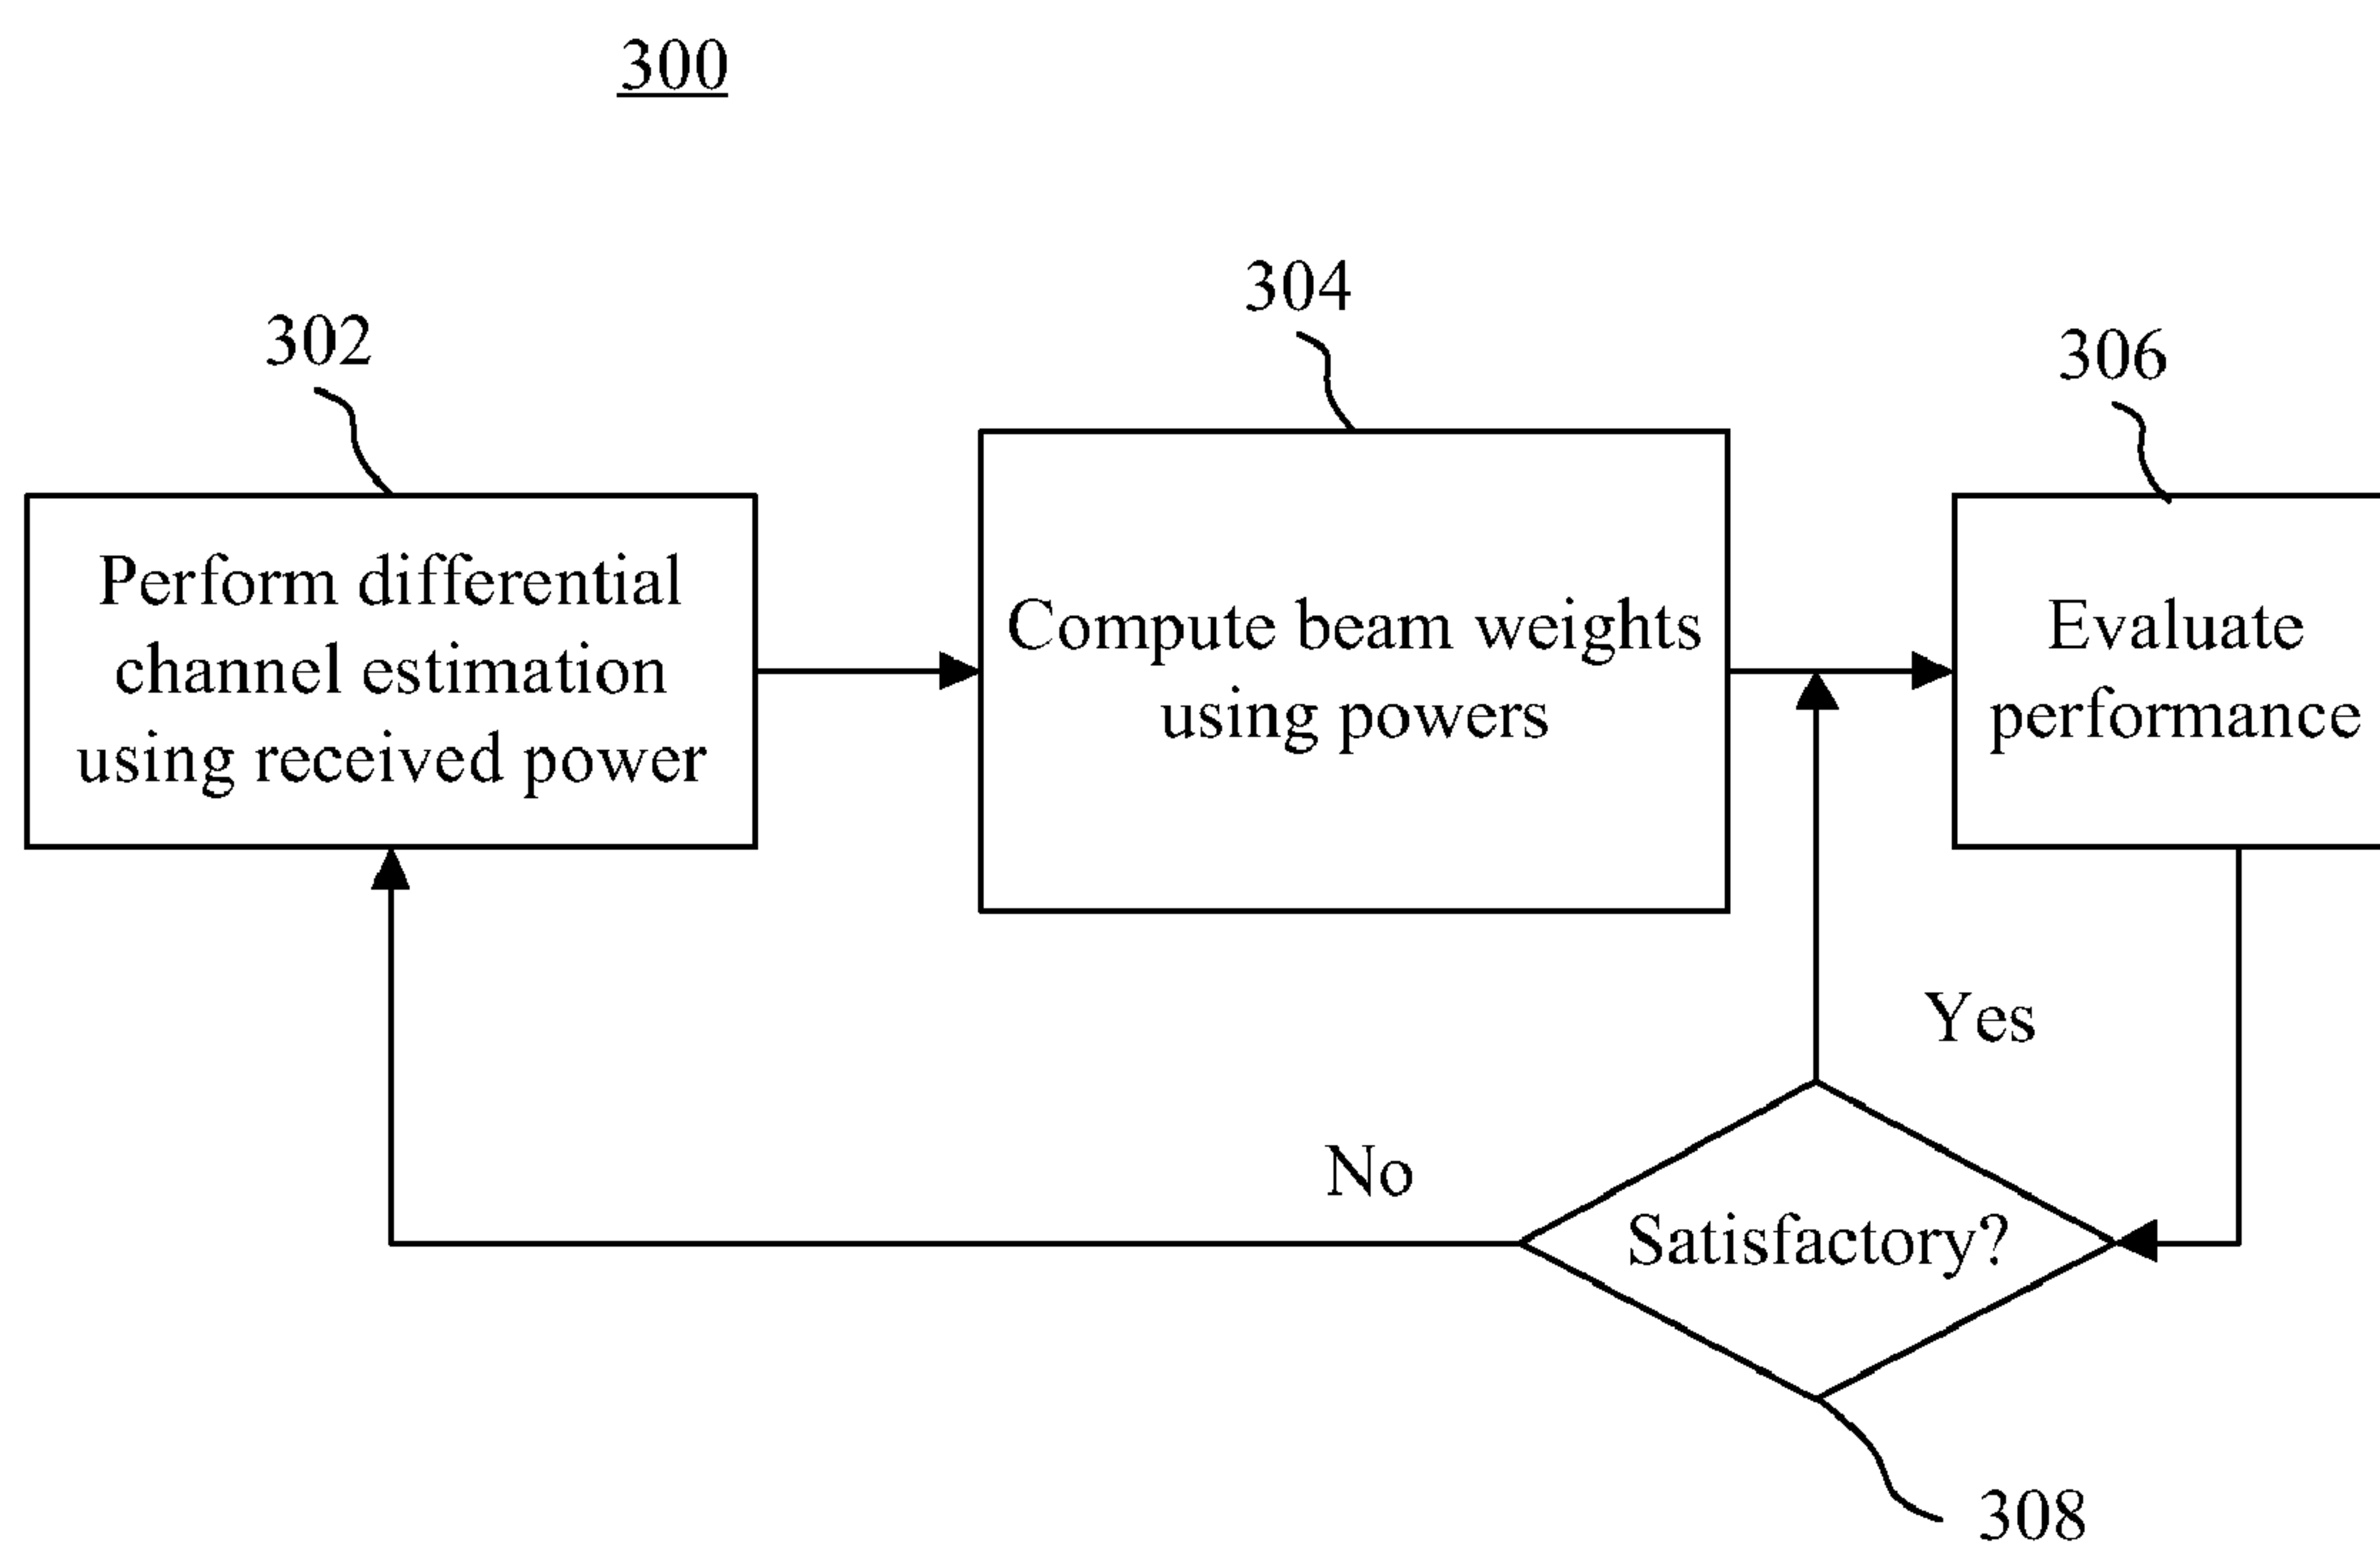 300
302
304
306
Perform differential
channel estimation
using received power
Compute beam weights
using powers
Evaluate
performance
Yes
No
Satisfactory?
308